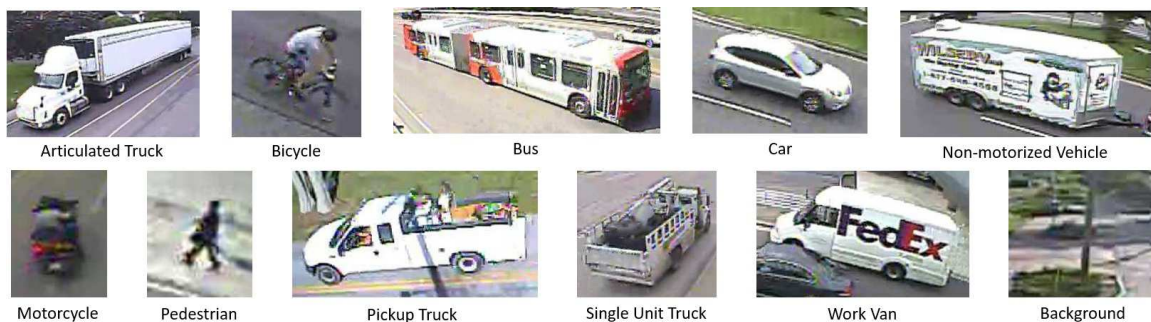 Articulated Truck
Bicycle
Bus
Car
WILSON
Non-motorized Vehicle
FedEx
Motorcycle
Pedestrian
Pickup Truck
Single Unit Truck
Work Van
Background